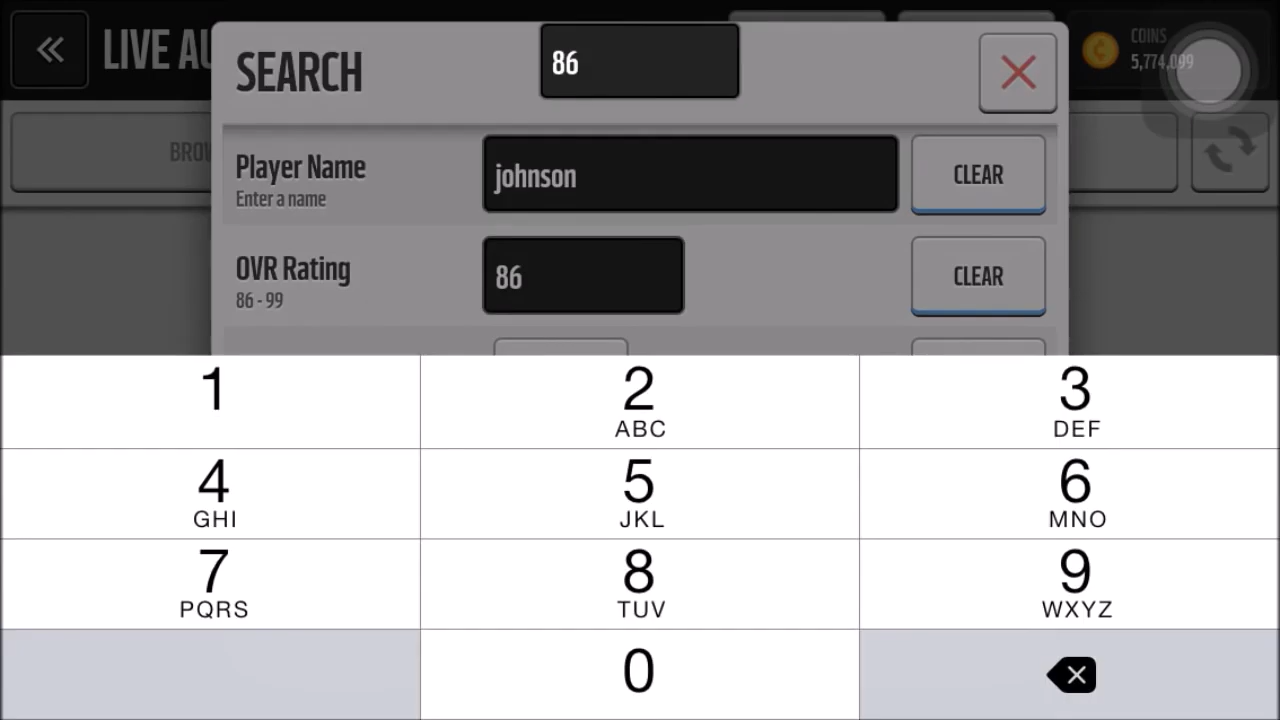 LIVE AU
SEARCH
86
COINS
5,774,099
BROW
Player Name
Enter a name
johnson
CLEAR
OVR Rating
86 - 99
86
CLEAR
1
2
ABC
3
DEF
4
GHI
5
JKL
6
MNO
7
PQRS
8
TUV
9
WXYZ
0